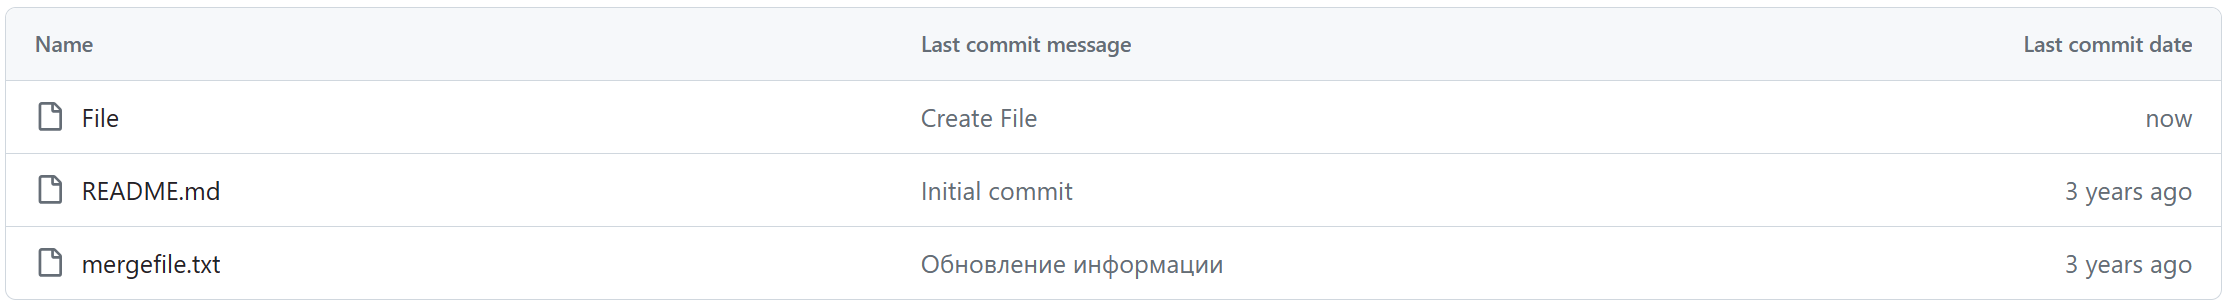 Name Last commit message Last commit date
File Create File now
README.md Initial commit 3 years ago
mergefile.txt Обновление информации 3 years ago